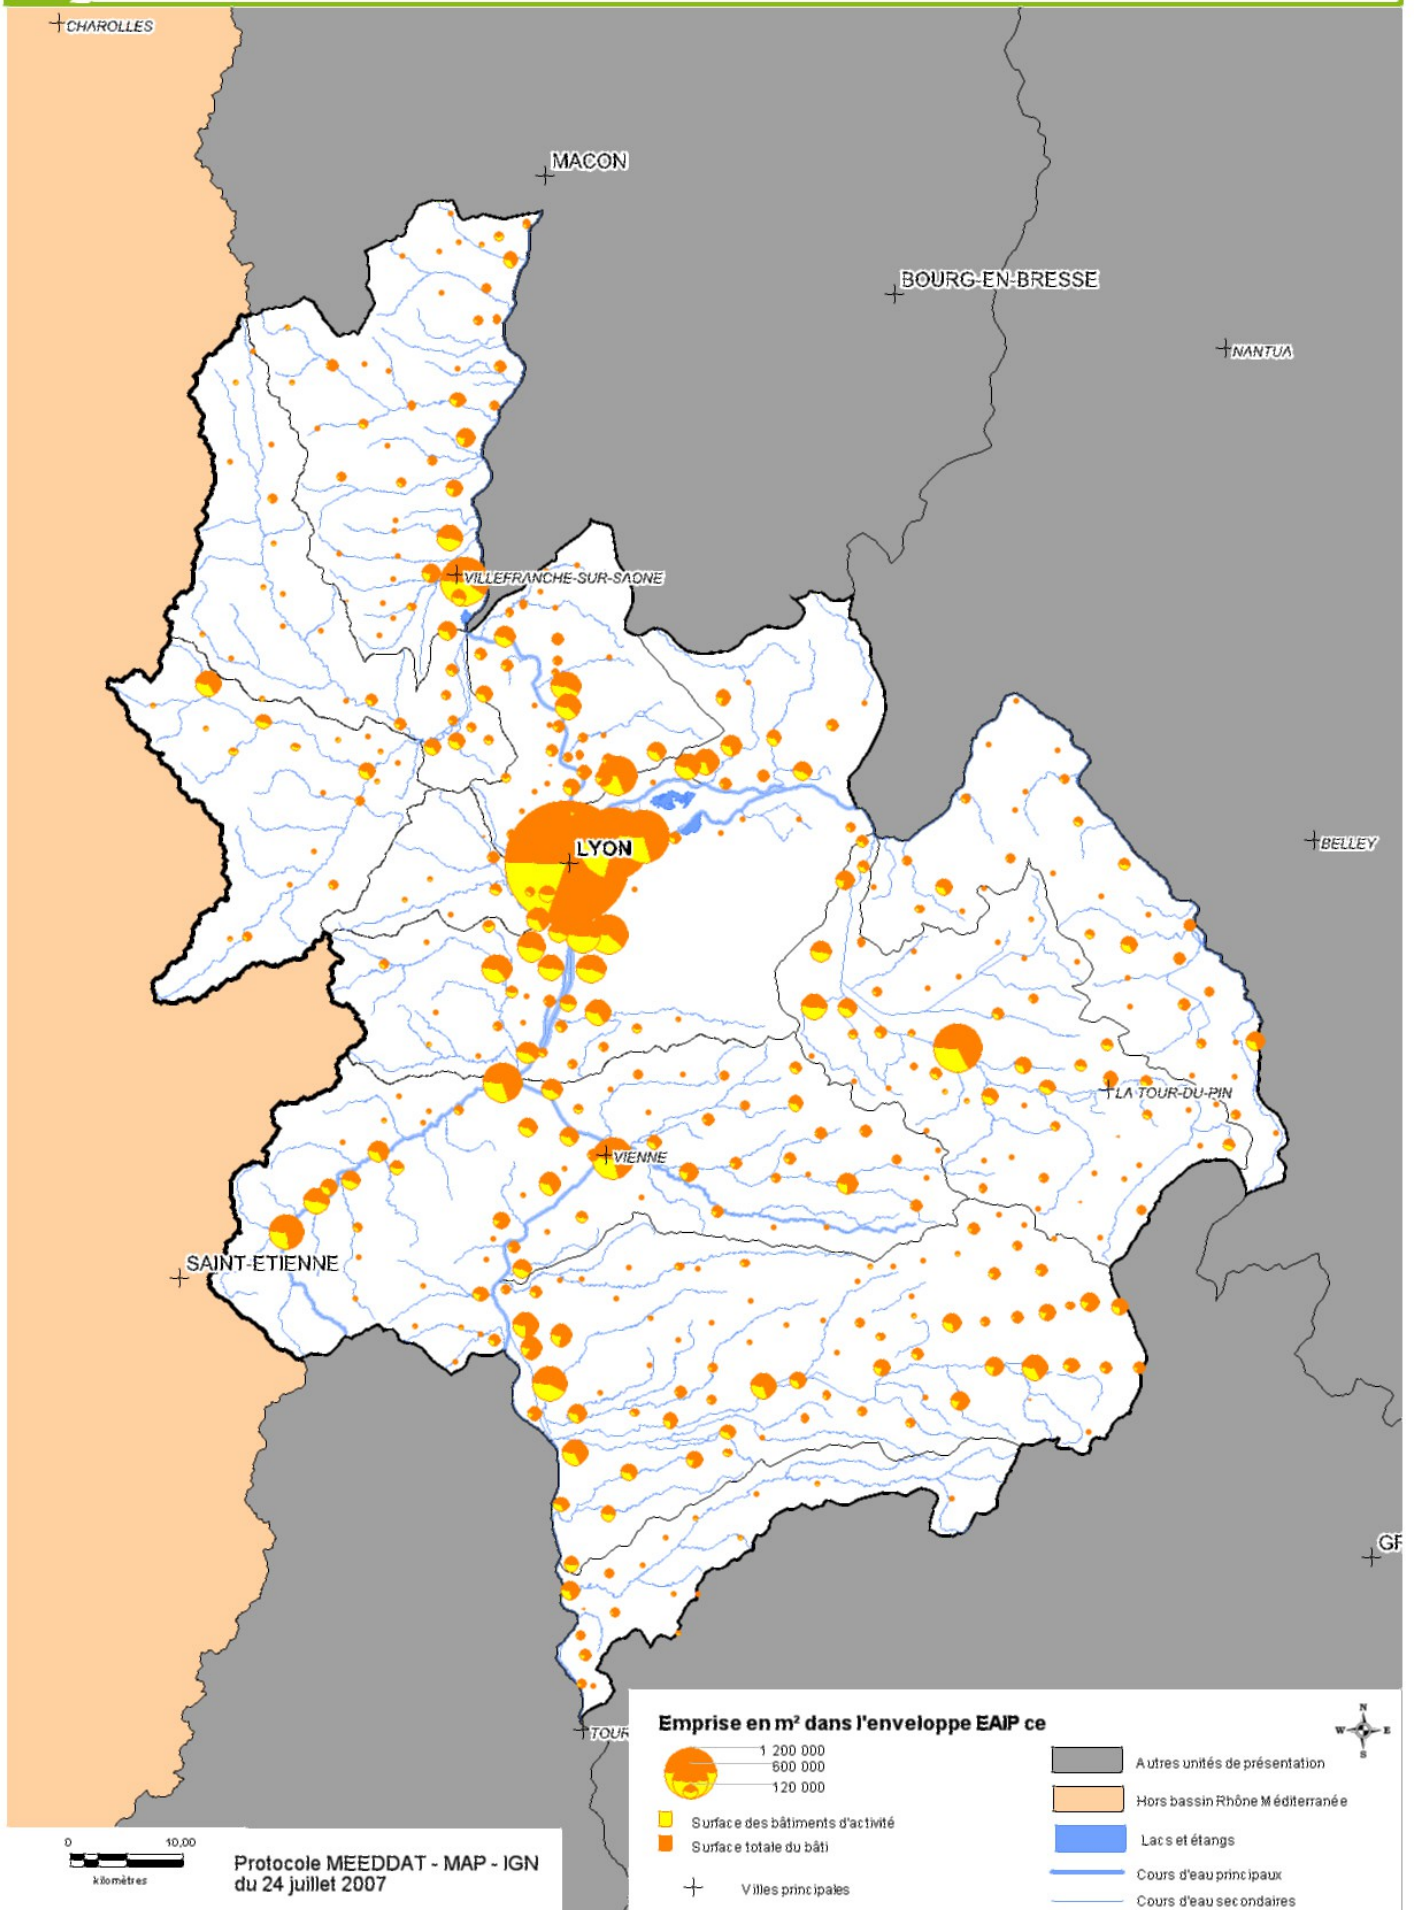 CHAROLLES
MACON
BOURG-EN-BRESSE
NANTUA
VILLEFRANCHE-SUR-SAONE
LYON
BELLEY
LA-TOUR-DU-PIN
VIENNE
SAINT-ETIENNE
GR
TOUR
Emprise en m² dans l'enveloppe EAIP ce
1 200 000
600 000
120 000
Surface des bâtiments d'activité
Surface totale du bâti
Villes principales
N
W E
S
Autres unités de présentation
Hors bassin Rhône Méditerranée
Lacs et étangs
Cours d'eau principaux
Cours d'eau secondaires
0 10,00
kilomètres
Protocole MEEDDAT - MAP - IGN
du 24 juillet 2007